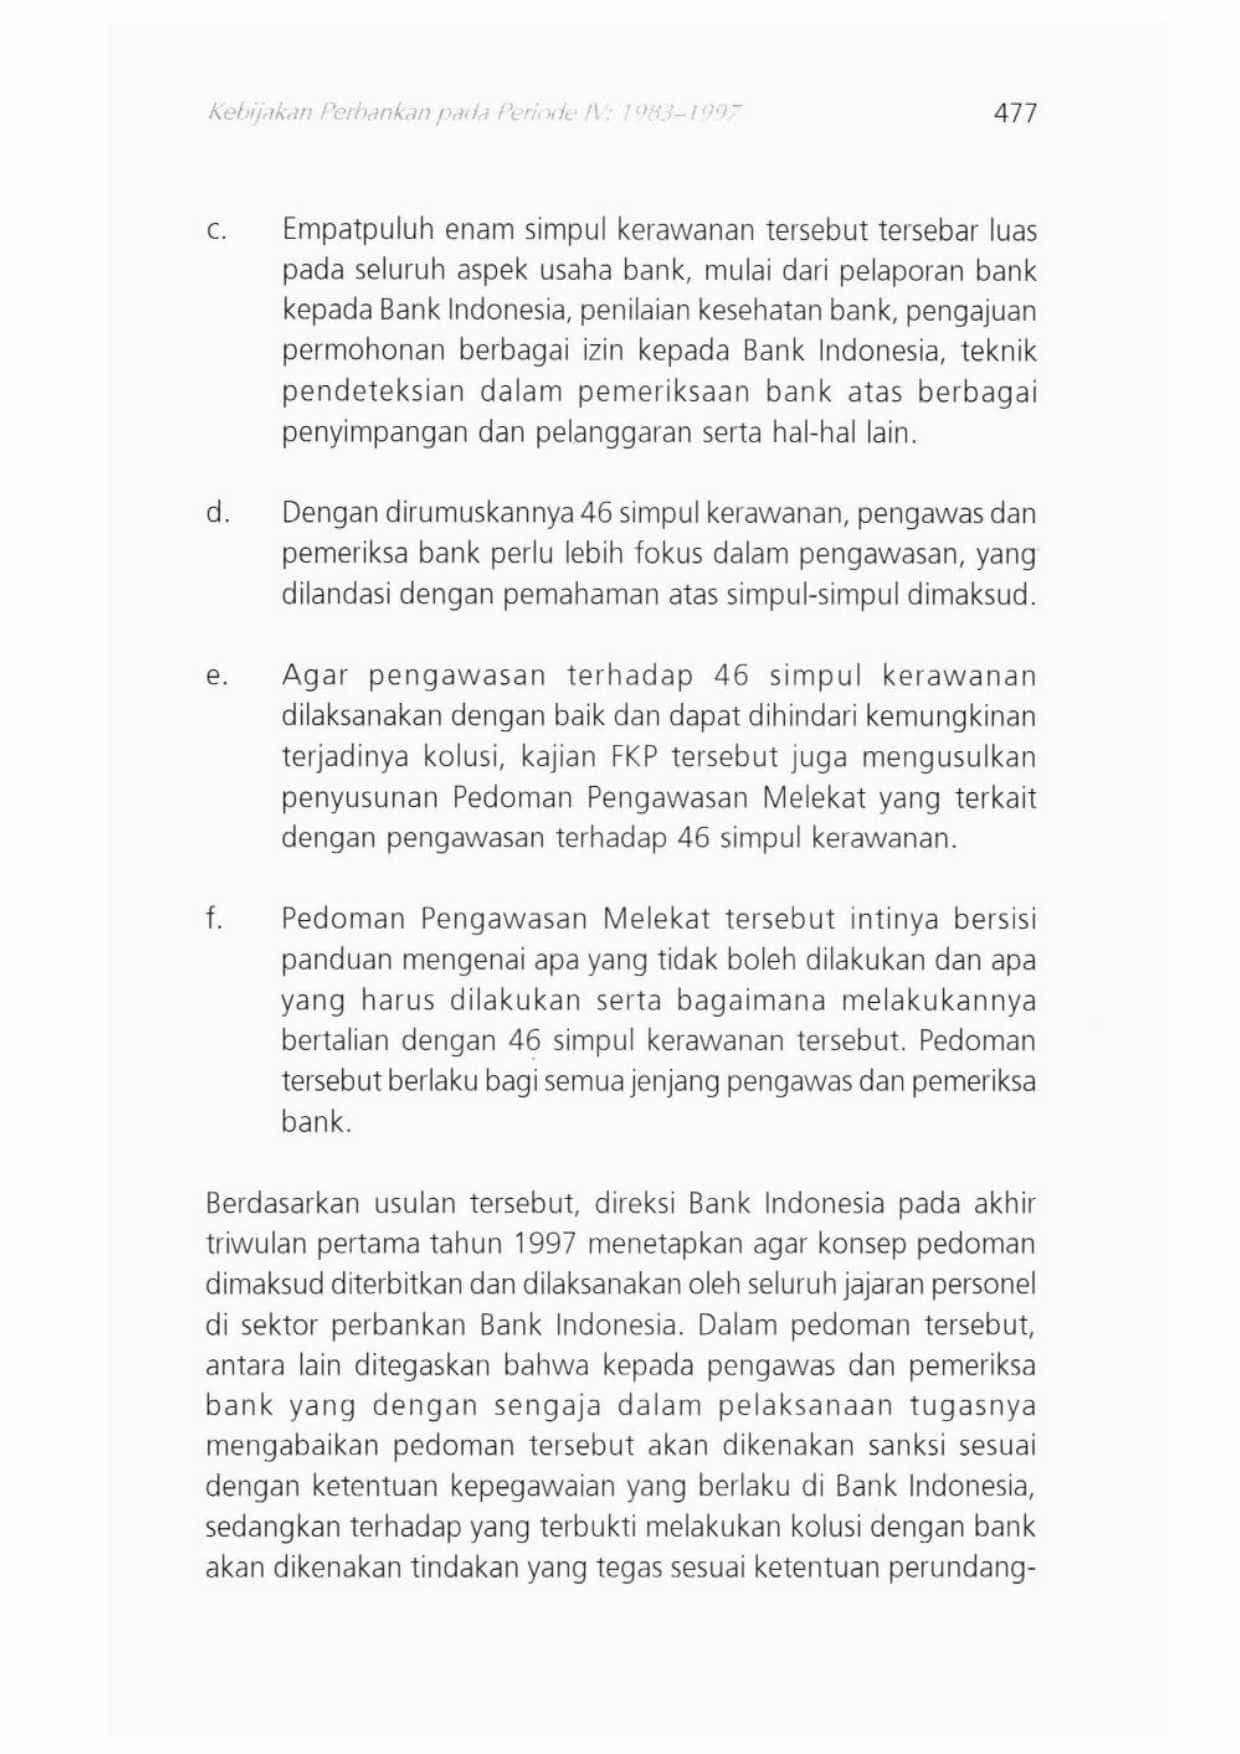 Kebijakan Perbankan pada Periode IV: 1983–1997 477
c. Empatpuluh enam simpul kerawanan tersebut tersebar luas
pada seluruh aspek usaha bank, mulai dari pelaporan bank
kepada Bank Indonesia, penilaian kesehatan bank, pengajuan
permohonan berbagai izin kepada Bank Indonesia, teknik
pendeteksian dalam pemeriksaan bank atas berbagai
penyimpangan dan pelanggaran serta hal-hal lain.
d. Dengan dirumuskannya 46 simpul kerawanan, pengawas dan
pemeriksa bank perlu lebih fokus dalam pengawasan, yang
dilandasi dengan pemahaman atas simpul-simpul dimaksud.
e. Agar pengawasan terhadap 46 simpul kerawanan
dilaksanakan dengan baik dan dapat dihindari kemungkinan
terjadinya kolusi, kajian FKP tersebut juga mengusulkan
penyusunan Pedoman Pengawasan Melekat yang terkait
dengan pengawasan terhadap 46 simpul kerawanan.
f. Pedoman Pengawasan Melekat tersebut intinya bersisi
panduan mengenai apa yang tidak boleh dilakukan dan apa
yang harus dilakukan serta bagaimana melakukannya
bertalian dengan 46 simpul kerawanan tersebut. Pedoman
tersebut berlaku bagi semua jenjang pengawas dan pemeriksa
bank.
Berdasarkan usulan tersebut, direksi Bank Indonesia pada akhir
triwulan pertama tahun 1997 menetapkan agar konsep pedoman
dimaksud diterbitkan dan dilaksanakan oleh seluruh jajaran personel
di sektor perbankan Bank Indonesia. Dalam pedoman tersebut,
antara lain ditegaskan bahwa kepada pengawas dan pemeriksa
bank yang dengan sengaja dalam pelaksanaan tugasnya
mengabaikan pedoman tersebut akan dikenakan sanksi sesuai
dengan ketentuan kepegawaian yang berlaku di Bank Indonesia,
sedangkan terhadap yang terbukti melakukan kolusi dengan bank
akan dikenakan tindakan yang tegas sesuai ketentuan perundang-